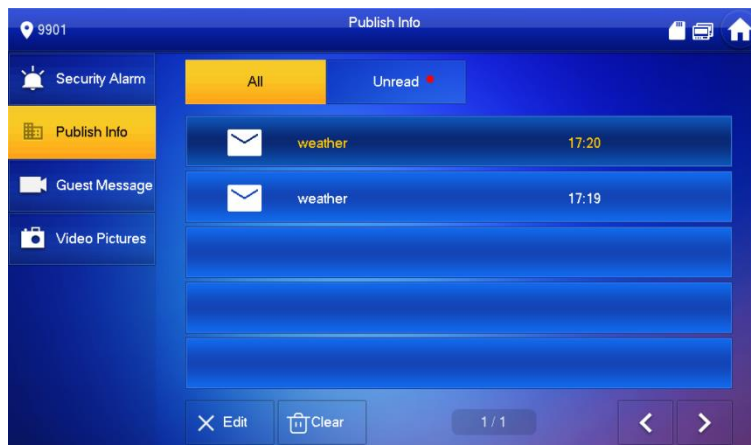 9901
Publish Info
Security Alarm
Publish Info
Guest Message
Video Pictures
All
Unread
weather 17:20
weather 17:19
Edit
Clear
1/1